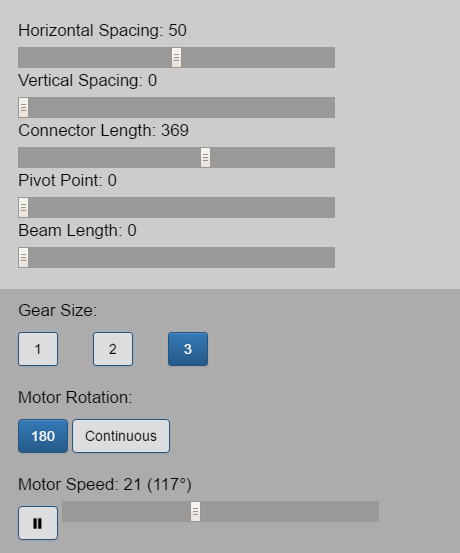 Horizontal Spacing: 50
Vertical Spacing: 0
Connector Length: 369
Pivot Point: 0
Beam Length: 0
Gear Size:
1 2 3
Motor Rotation:
180 Continuous
Motor Speed: 21 (117°)